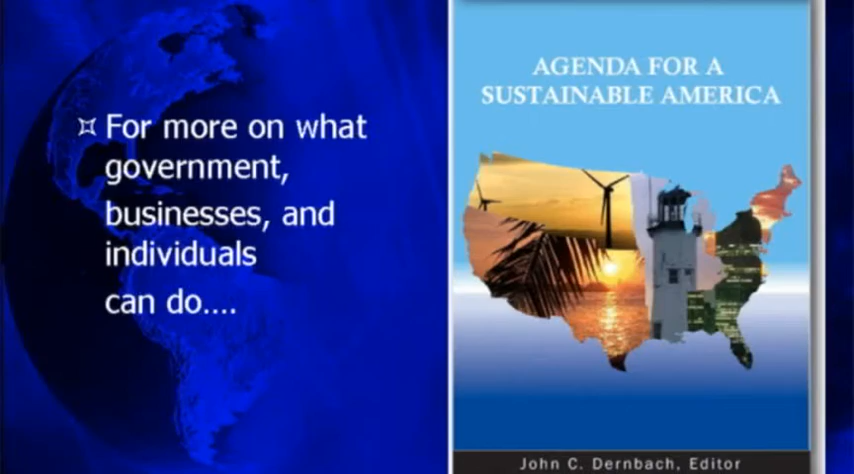 For more on what
government,
businesses, and
individuals
can do....
AGENDA FOR A
SUSTAINABLE AMERICA
John C. Dernbach, Editor